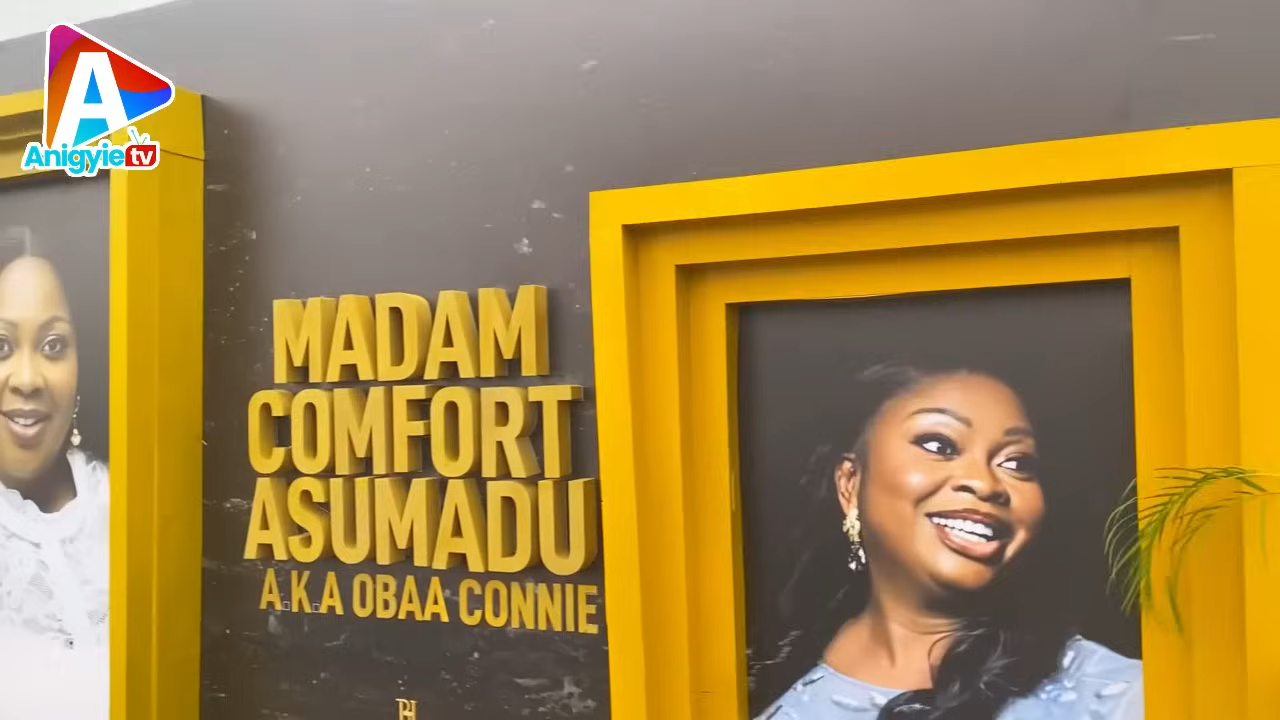 A
Anigyie tv
MADAM
COMFORT
ASUMADU
A.K.A OBAA CONNIE